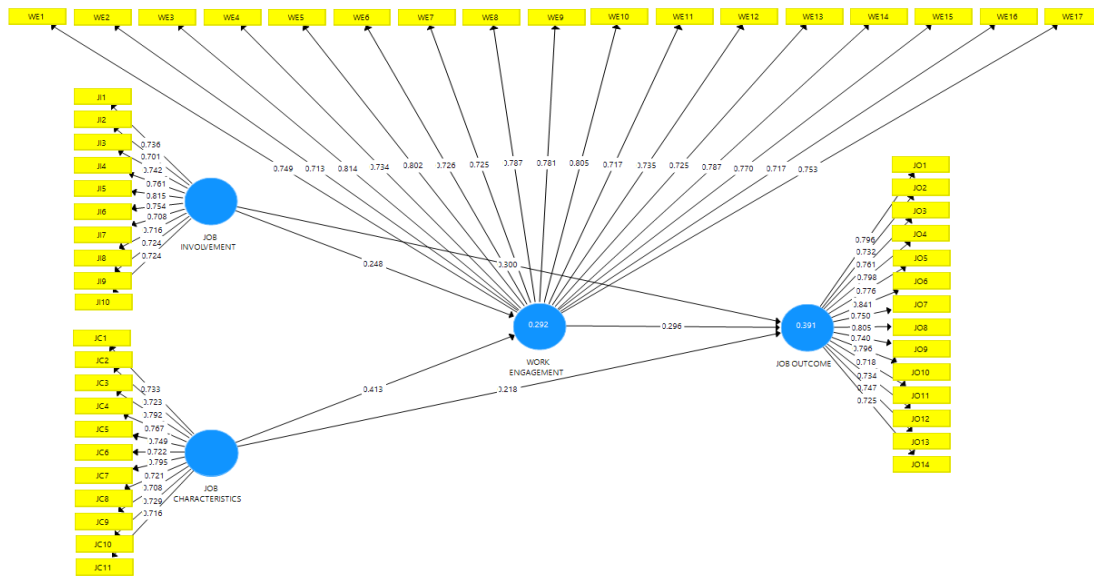 WE1 WE2 WE3 WE4 WE5 WE6 WE7 WE8 WE9 WE10 WE11 WE12 WE13 WE14 WE15 WE16 WE17
0.749 0.713 0.814 0.734 0.802 0.726 0.725 0.787 0.781 0.805 0.717 0.735 0.725 0.787 0.770 0.717 0.753
JI1
JI2
JI3
JI4
JI5
JI6
JI7
JI8
JI9
JI10
0.736
0.701
0.742
0.761
0.815
0.754
0.708
0.716
0.724
0.724
JOB
INVOLVEMENT
0.248
0.300
JC1
JC2
JC3
JC4
JC5
JC6
JC7
JC8
JC9
JC10
JC11
0.733
0.723
0.792
0.767
0.749
0.722
0.795
0.721
0.708
0.729
0.716
JOB
CHARACTERISTICS
0.413
0.218
0.292
WORK
ENGAGEMENT
0.296
0.391
JOB OUTCOME
0.796
0.732
0.761
0.798
0.776
0.841
0.750
0.805
0.740
0.796
0.718
0.734
0.747
0.725
JO1
JO2
JO3
JO4
JO5
JO6
JO7
JO8
JO9
JO10
JO11
JO12
JO13
JO14